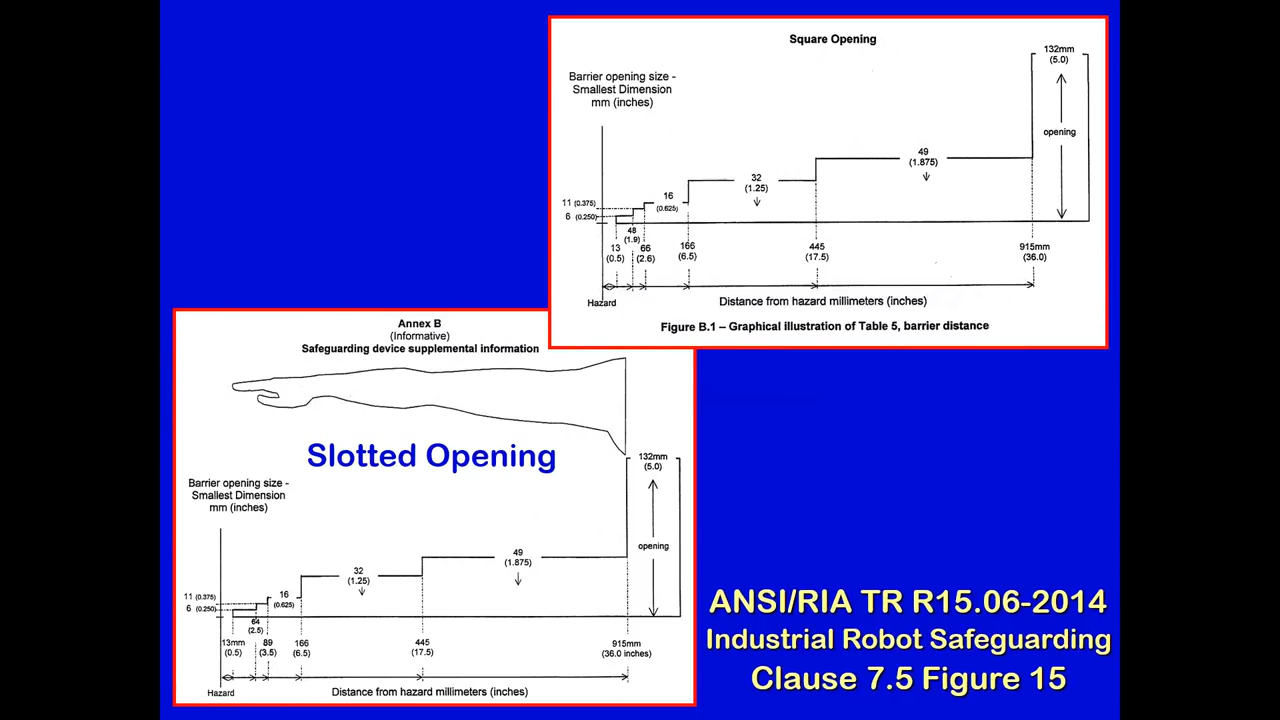 Square Opening
132mm
(5.0)
Barrier opening size -
Smallest Dimension
mm (inches)
opening
49
(1.875)
32
(1.25)
16
(0.625)
11 (0.375)
6 (0.250)
48
(1.9)
13
(0.5)
66
(2.6)
166
(6.5)
445
(17.5)
915mm
(36.0)
Hazard
Distance from hazard millimeters (inches)
Figure B.1 – Graphical illustration of Table 5, barrier distance
Annex B
(Informative)
Safeguarding device supplemental information
Slotted Opening
132mm
(5.0)
Barrier opening size -
Smallest Dimension
mm (inches)
opening
49
(1.875)
32
(1.25)
16
(0.625)
11 (0.375)
6 (0.250)
64
(2.5)
13mm
(0.5)
89
(3.5)
166
(6.5)
445
(17.5)
915mm
(36.0 inches)
Hazard
Distance from hazard millimeters (inches)
ANSI/RIA TR R15.06-2014
Industrial Robot Safeguarding
Clause 7.5 Figure 15